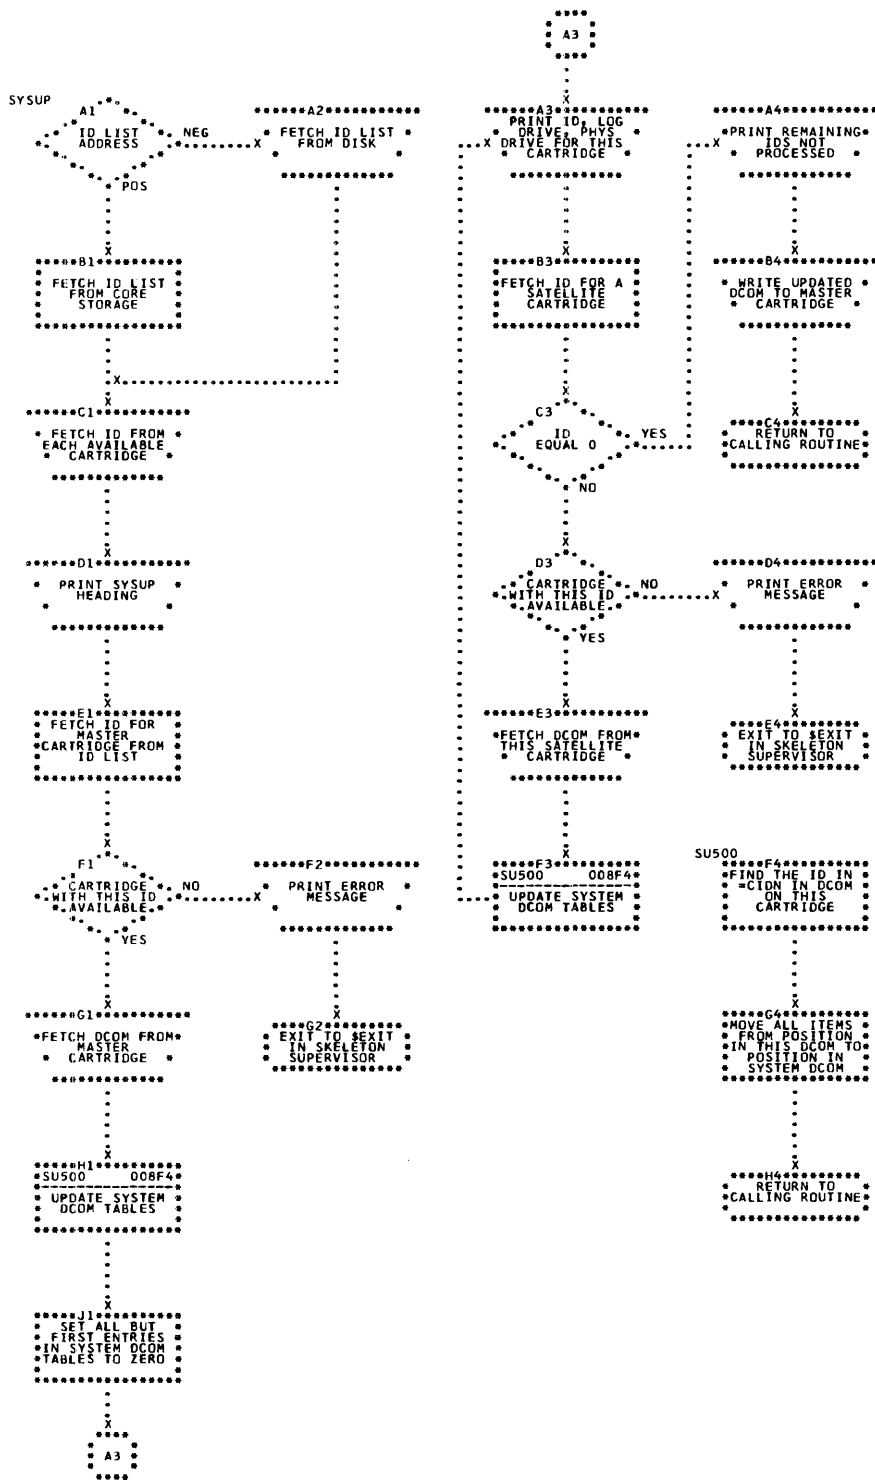 SYSUP
A1
ID LIST
ADDRESS
NEG
POS
A2
FETCH ID LIST
FROM DISK
B1
FETCH ID LIST
FROM CORE
STORAGE
C1
FETCH ID FROM
EACH AVAILABLE
CARTRIDGE
D1
PRINT SYSUP
HEADING
E1
FETCH ID FOR
MASTER
CARTRIDGE FROM
ID LIST
F1
CARTRIDGE
WITH THIS ID
AVAILABLE
NO
YES
F2
PRINT ERROR
MESSAGE
G1
FETCH DCOM FROM
MASTER
CARTRIDGE
G2
EXIT TO $EXIT
IN SKELETON
SUPERVISOR
H1
SU500 008F4
UPDATE SYSTEM
DCOM TABLES
J1
SET ALL BUT
FIRST ENTRIES
IN SYSTEM DCOM
TABLES TO ZERO
A3
A3
A3
PRINT ID, LOG
DRIVE, PHYS
DRIVE FOR THIS
CARTRIDGE
B3
FETCH ID FOR A
SATELLITE
CARTRIDGE
C3
ID
EQUAL 0
YES
NO
D3
CARTRIDGE
WITH THIS ID
AVAILABLE
NO
YES
E3
FETCH DCOM FROM
THIS SATELLITE
CARTRIDGE
F3
SU500 008F4
UPDATE SYSTEM
DCOM TABLES
A4
PRINT REMAINING
IDS NOT
PROCESSED
B4
WRITE UPDATED
DCOM TO MASTER
CARTRIDGE
C4
RETURN TO
CALLING ROUTINE
D4
PRINT ERROR
MESSAGE
E4
EXIT TO $EXIT
IN SKELETON
SUPERVISOR
SU500
F4
FIND THE ID IN
=CIDN IN DCOM
ON THIS
CARTRIDGE
G4
MOVE ALL ITEMS
FROM POSITION
IN THIS DCOM TO
POSITION IN
SYSTEM DCOM
H4
RETURN TO
CALLING ROUTINE